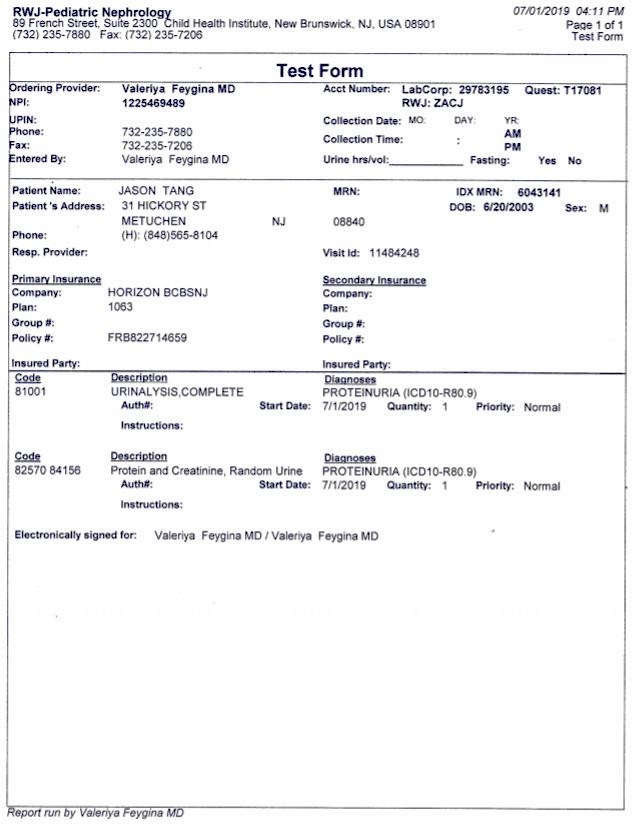 RWJ-Pediatric Nephrology 07/01/2019 04:11 PM
89 French Street, Suite 2300 Child Health Institute, New Brunswick, NJ, USA 08901 Page 1 of 1
(732) 235-7880 Fax: (732) 235-7206 Test Form
Test Form
Ordering Provider: Valeriya Feygina MD Acct Number: LabCorp: 29783195 Quest: T17081
NPI: 1225469489 RWJ: ZACJ
UPIN: Collection Date: MO: DAY: YR:
Phone: 732-235-7880 Collection Time: : AM
Fax: 732-235-7206 PM
Entered By: Valeriya Feygina MD Urine hrs/vol:____________ Fasting: Yes No
Patient Name: JASON TANG MRN: IDX MRN: 6043141
Patient 's Address: 31 HICKORY ST DOB: 6/20/2003 Sex: M
METUCHEN NJ 08840
Phone: (H): (848)565-8104
Resp. Provider: Visit Id: 11484248
Primary Insurance Secondary Insurance
Company: HORIZON BCBSNJ Company:
Plan: 1063 Plan:
Group #: Group #:
Policy #: FRB822714659 Policy #:
Insured Party: Insured Party:
Code Description Diagnoses
81001 URINALYSIS,COMPLETE PROTEINURIA (ICD10-R80.9)
Auth#: Start Date: 7/1/2019 Quantity: 1 Priority: Normal
Instructions:
Code Description Diagnoses
82570 84156 Protein and Creatinine, Random Urine PROTEINURIA (ICD10-R80.9)
Auth#: Start Date: 7/1/2019 Quantity: 1 Priority: Normal
Instructions:
Electronically signed for: Valeriya Feygina MD / Valeriya Feygina MD
Report run by Valeriya Feygina MD